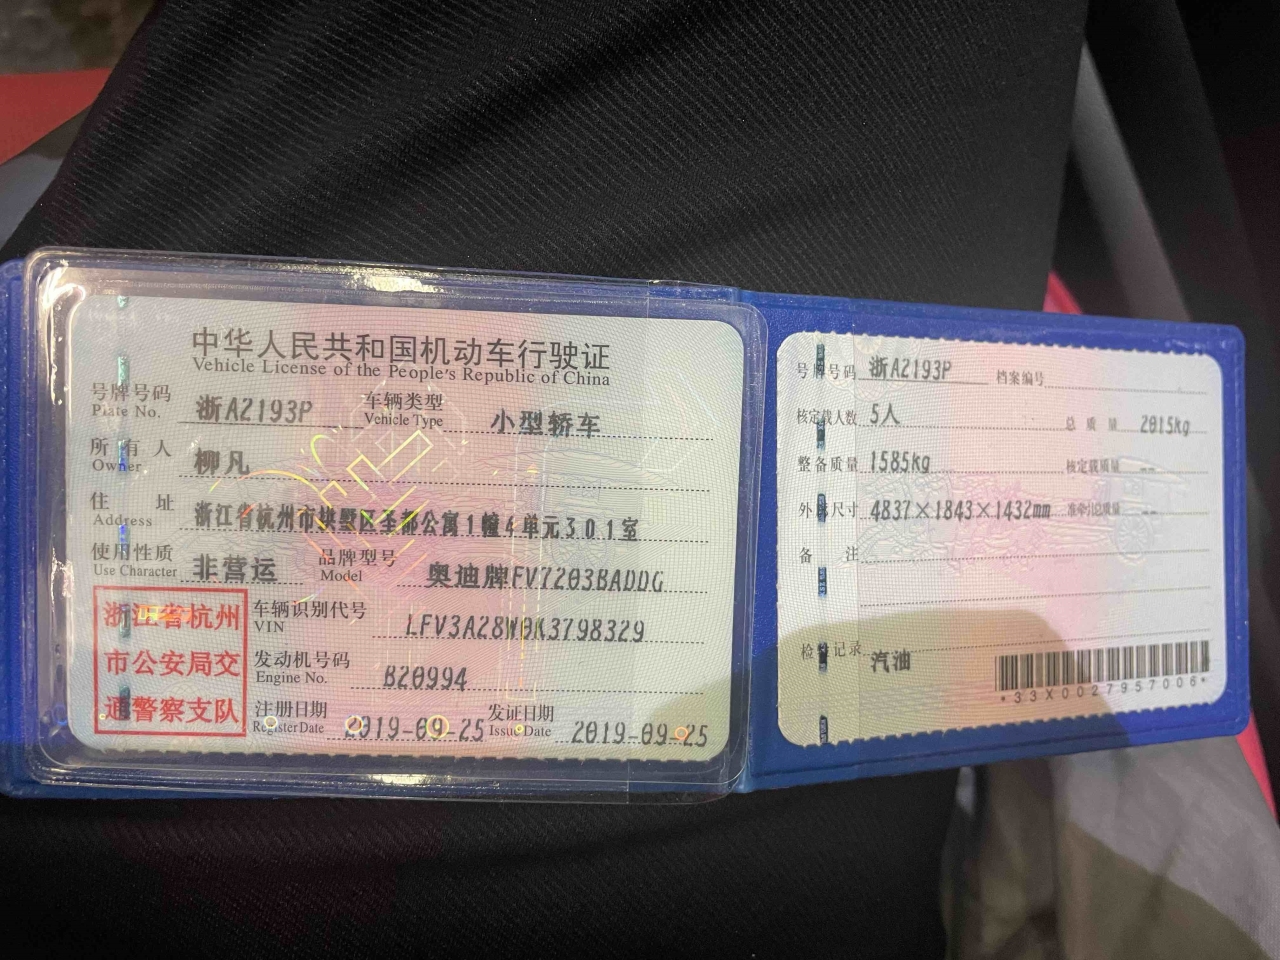 中华人民共和国机动车行驶证
Vehicle License of the People's Republic of China
号牌号码 浙A2193P 车辆类型 小型轿车
Plate No. Vehicle Type
所有人 柳凡
Owner
住址 浙江省杭州市拱墅区圣都公寓1幢4单元301室
Address
使用性质 非营运 品牌型号 奥迪牌FV7203BADDG
Use Character Model
浙江省杭州
市公安局交
通警察支队
车辆识别代号 LFV3A28W0K3798329
VIN
发动机号码 B20994
Engine No.
注册日期 2019-09-25 发证日期 2019-09-25
Register Date Issue Date
号牌号码 浙A2193P 档案编号
核定载人数 5人 总质量 2015kg
整备质量 1585kg 核定载质量 --
外廓尺寸 4837×1843×1432mm 准牵引总质量 --
备注
检验记录 汽油
*33X0027957006*